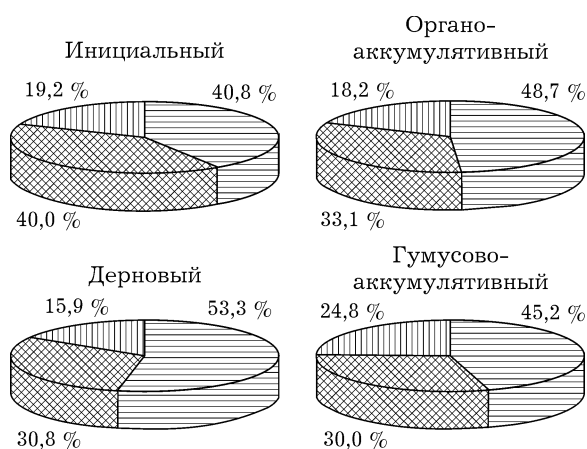 Инициальный
19,2 %
40,8 %
40,0 %
Органо-
аккумулятивный
18,2 %
48,7 %
33,1 %
Дерновый
15,9 %
53,3 %
30,8 %
Гумусово-
аккумулятивный
24,8 %
45,2 %
30,0 %